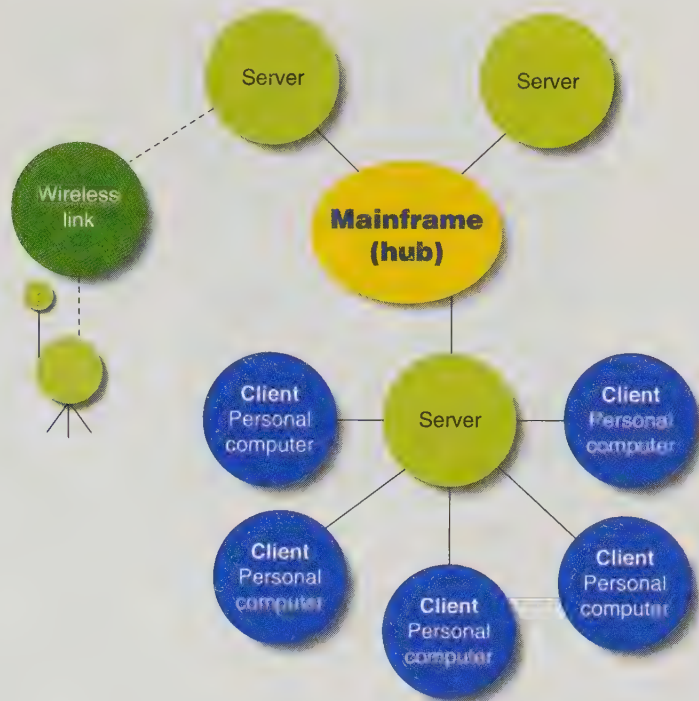 Server
Server
Wireless
link
Mainframe
(hub)
Client
Personal
computer
Server
Client
Personal
computer
Client
Personal
computer
Client
Personal
computer
Client
Personal
computer